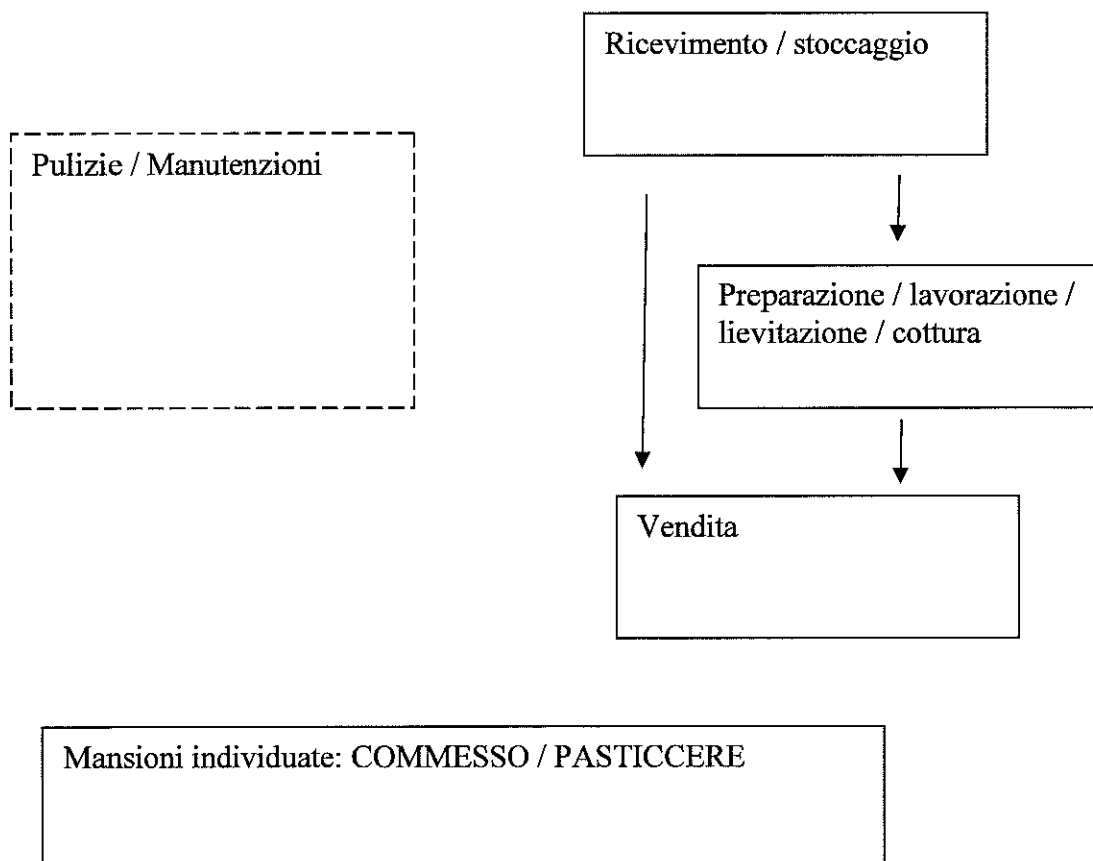 Ricevimento / stoccaggio
Pulizie / Manutenzioni
Preparazione / lavorazione /
lievitazione / cottura
Vendita
Mansioni individuate: COMMESSO / PASTICCERE